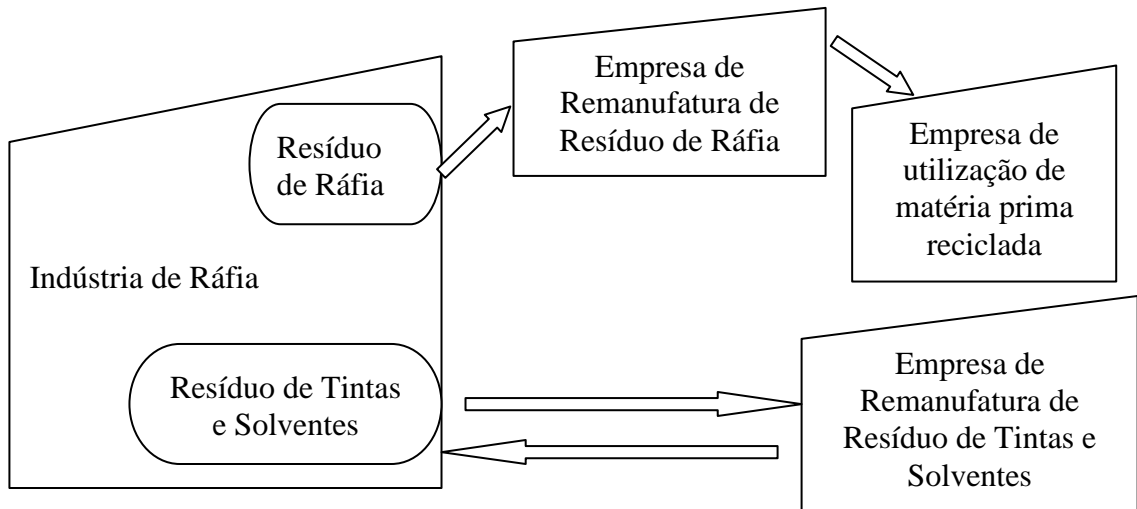 Empresa de
Remanufatura de
Resíduo de Ráfia
Resíduo
de Ráfia
Empresa de
utilização de
matéria prima
reciclada
Indústria de Ráfia
Resíduo de Tintas
e Solventes
Empresa de
Remanufatura de
Resíduo de Tintas e
Solventes